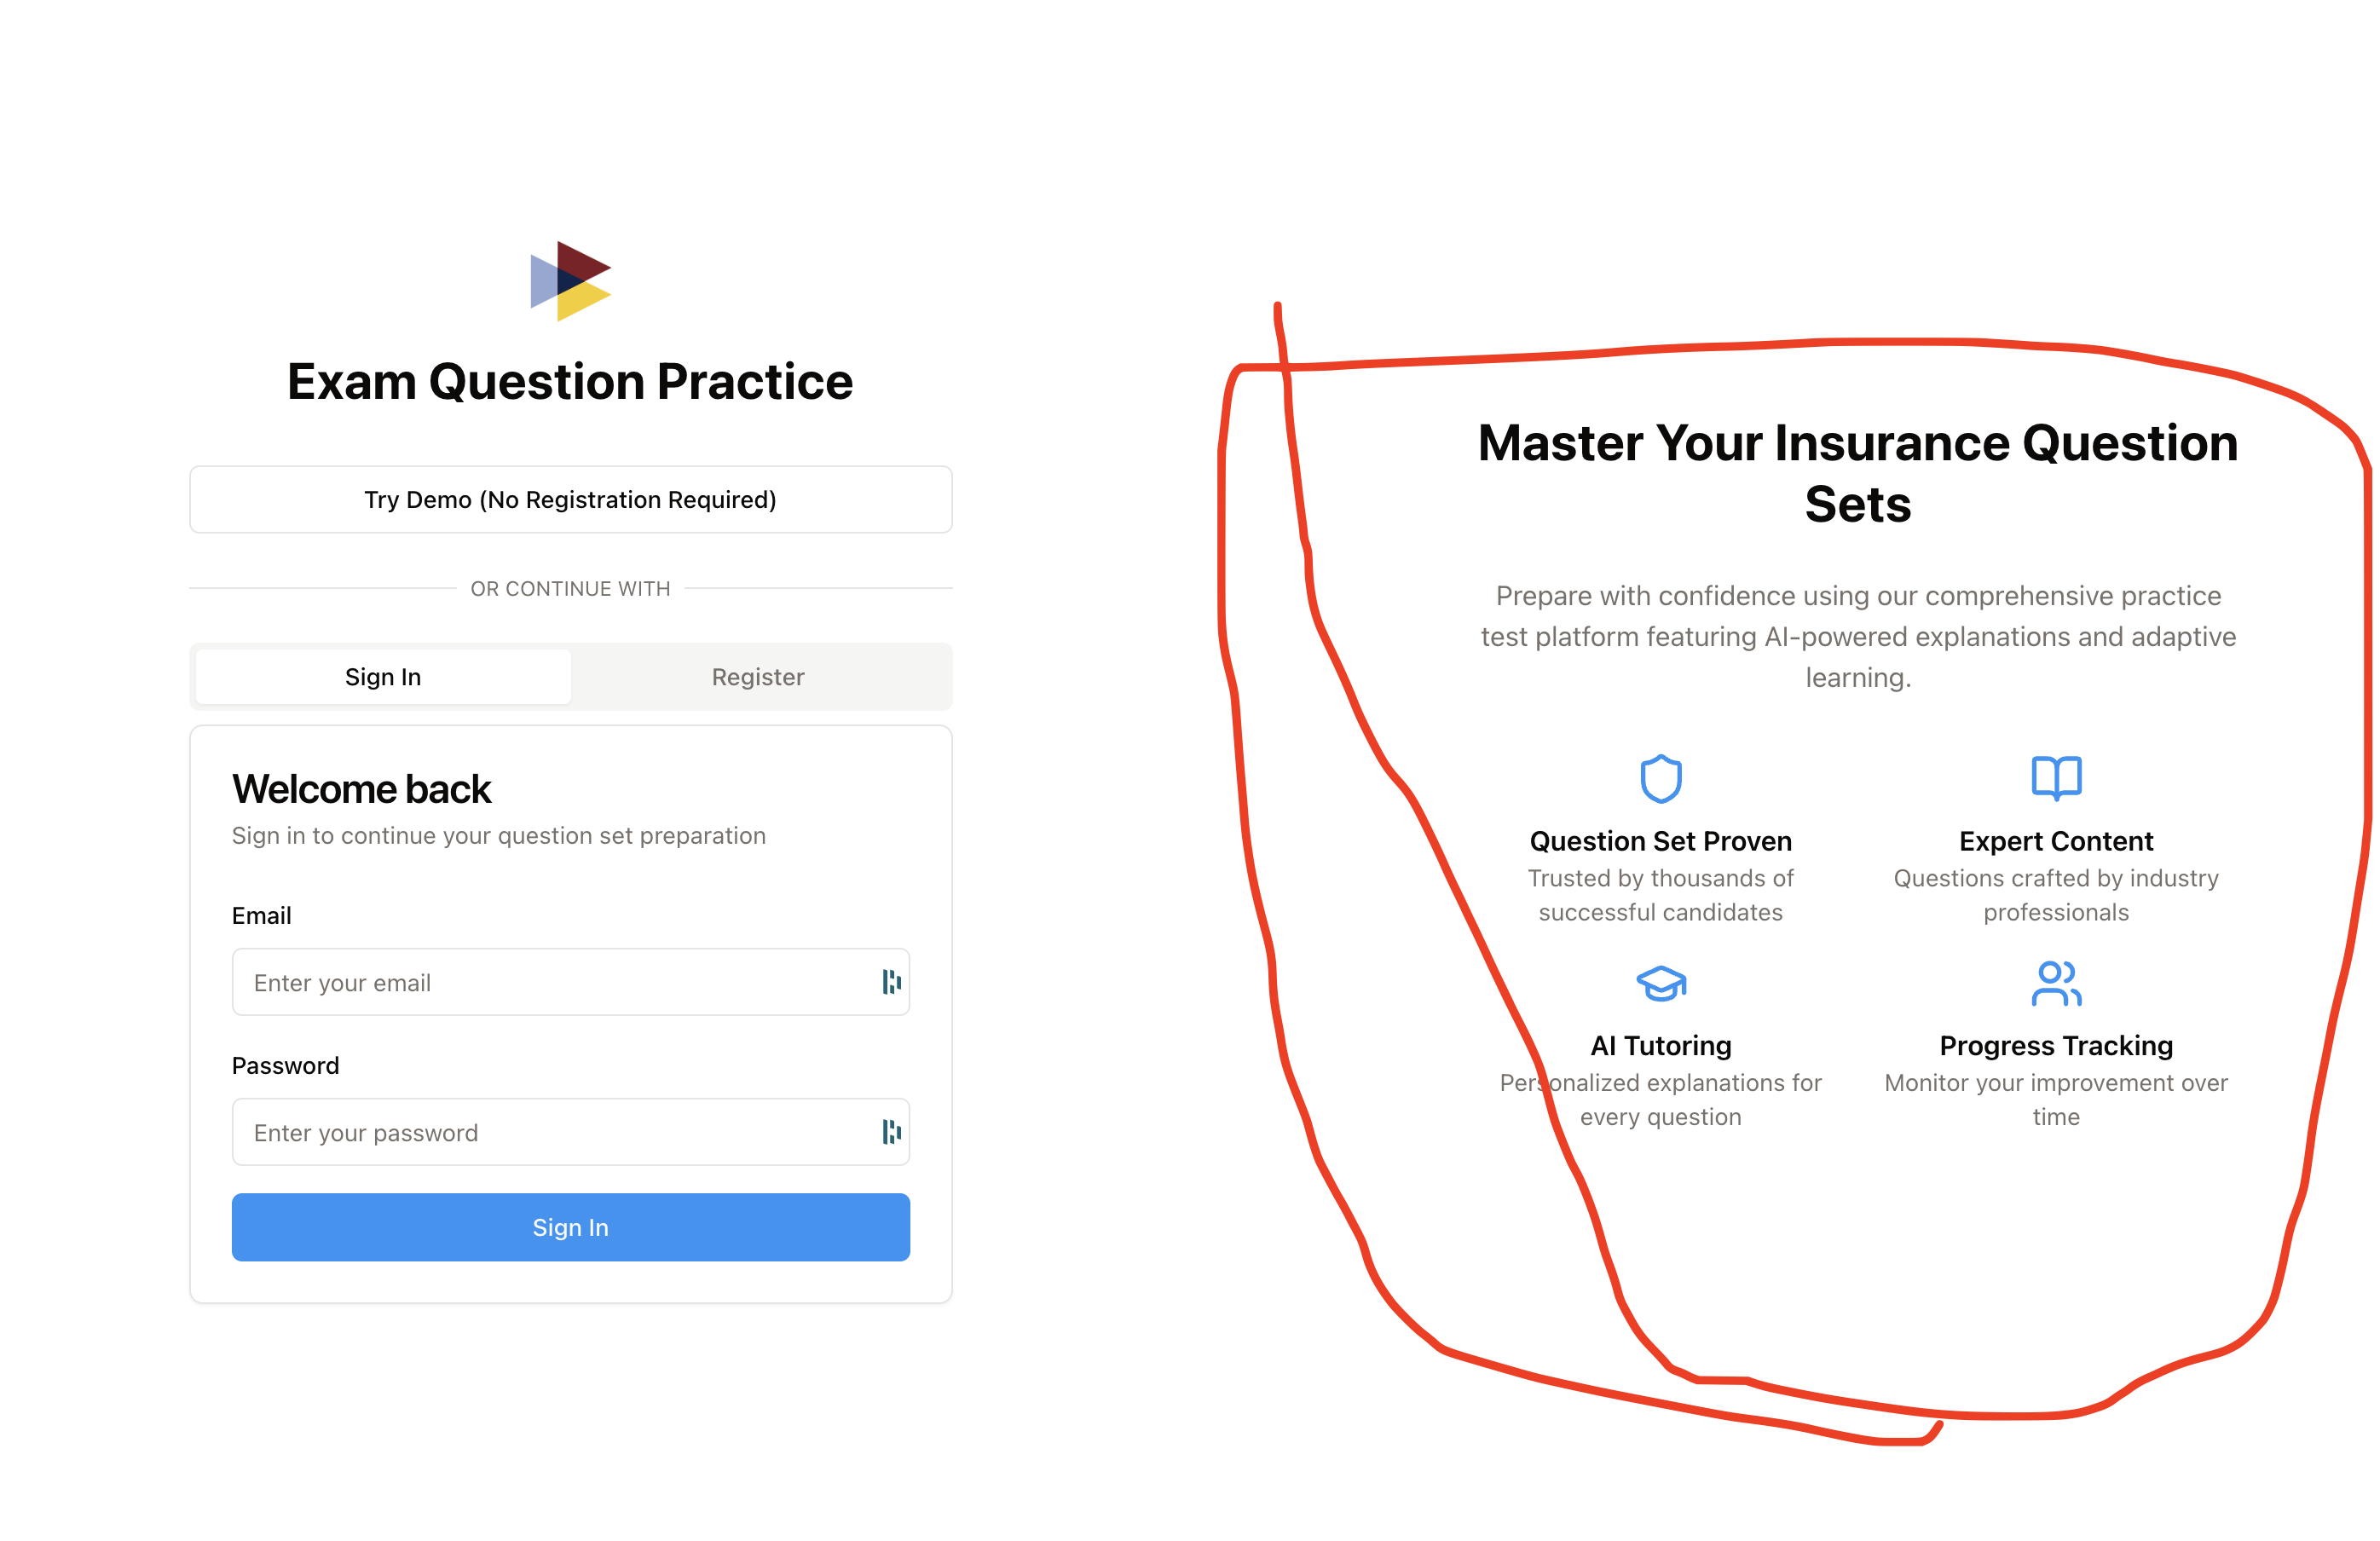 Exam Question Practice
Try Demo (No Registration Required)
OR CONTINUE WITH
Sign In
Register
Welcome back
Sign in to continue your question set preparation
Email
Enter your email
Password
Enter your password
Sign In
Master Your Insurance Question
Sets
Prepare with confidence using our comprehensive practice
test platform featuring AI-powered explanations and adaptive
learning.
Question Set Proven
Trusted by thousands of
successful candidates
Expert Content
Questions crafted by industry
professionals
AI Tutoring
Personalized explanations for
every question
Progress Tracking
Monitor your improvement over
time